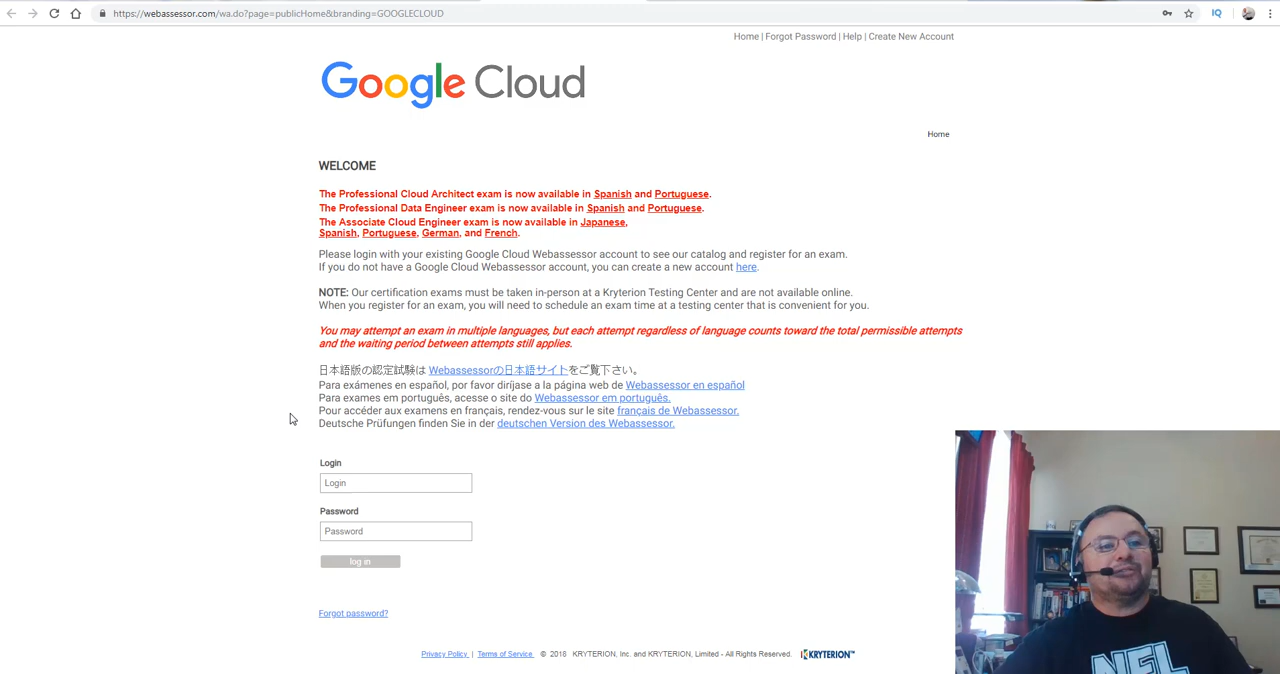 https://webassessor.com/wa.do?page=publicHome&branding=GOOGLECLOUD
IQ
Home | Forgot Password | Help | Create New Account
Google Cloud
Home
WELCOME
The Professional Cloud Architect exam is now available in Spanish and Portuguese.
The Professional Data Engineer exam is now available in Spanish and Portuguese.
The Associate Cloud Engineer exam is now available in Japanese,
Spanish, Portuguese, German, and French.
Please login with your existing Google Cloud Webassessor account to see our catalog and register for an exam.
If you do not have a Google Cloud Webassessor account, you can create a new account here.
NOTE: Our certification exams must be taken in-person at a Kryterion Testing Center and are not available online.
When you register for an exam, you will need to schedule an exam time at a testing center that is convenient for you.
You may attempt an exam in multiple languages, but each attempt regardless of language counts toward the total permissible attempts
and the waiting period between attempts still applies.
日本語版の認定試験は Webassessorの日本語サイトをご覧下さい。
Para exámenes en español, por favor diríjase a la página web de Webassessor en español
Para exames em português, acesse o site do Webassessor em português.
Pour accéder aux examens en français, rendez-vous sur le site français de Webassessor.
Deutsche Prüfungen finden Sie in der deutschen Version des Webassessor.
Login
Login
Password
Password
log in
Forgot password?
Privacy Policy | Terms of Service © 2018 KRYTERION, Inc. and KRYTERION, Limited - All Rights Reserved. KRYTERION™
NFL